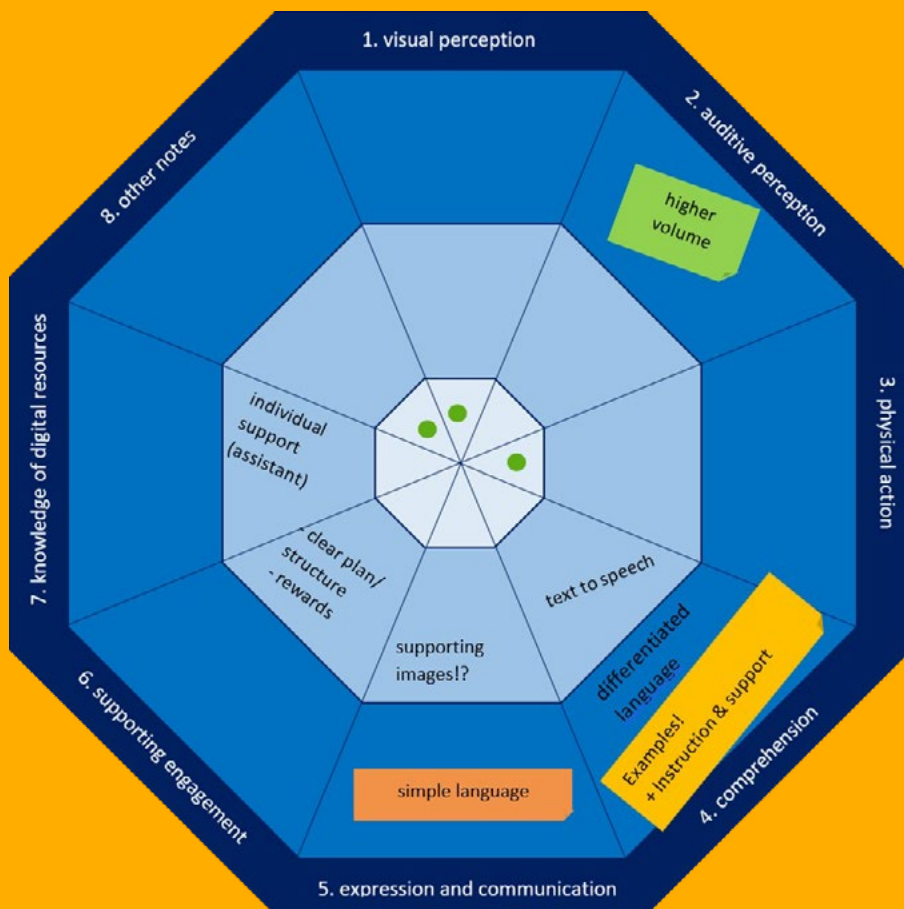 1. visual perception
2. auditive perception
higher
volume
3. physical action
4. comprehension
Examples!
+ Instruction & support
differentiated
language
text to speech
5. expression and communication
simple language
supporting
images!?
6. supporting engagement
- clear plan/
structure
- rewards
7. knowledge of digital resources
individual
support
(assistant)
8. other notes